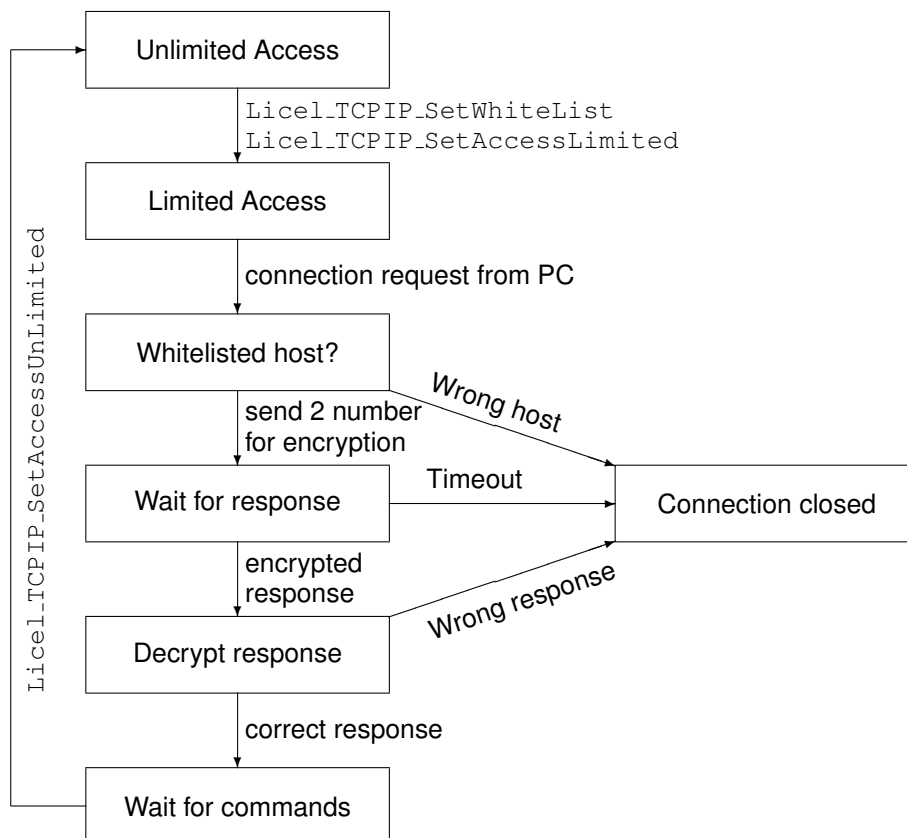 Unlimited Access
Licel_TCPIP_SetWhiteList
Licel_TCPIP_SetAccessLimited
Limited Access
connection request from PC
Whitelisted host?
Wrong host
send 2 number
for encryption
Wait for response
Timeout
Connection closed
encrypted
response
Wrong response
Decrypt response
correct response
Wait for commands
Licel_TCPIP_SetAccessUnLimited